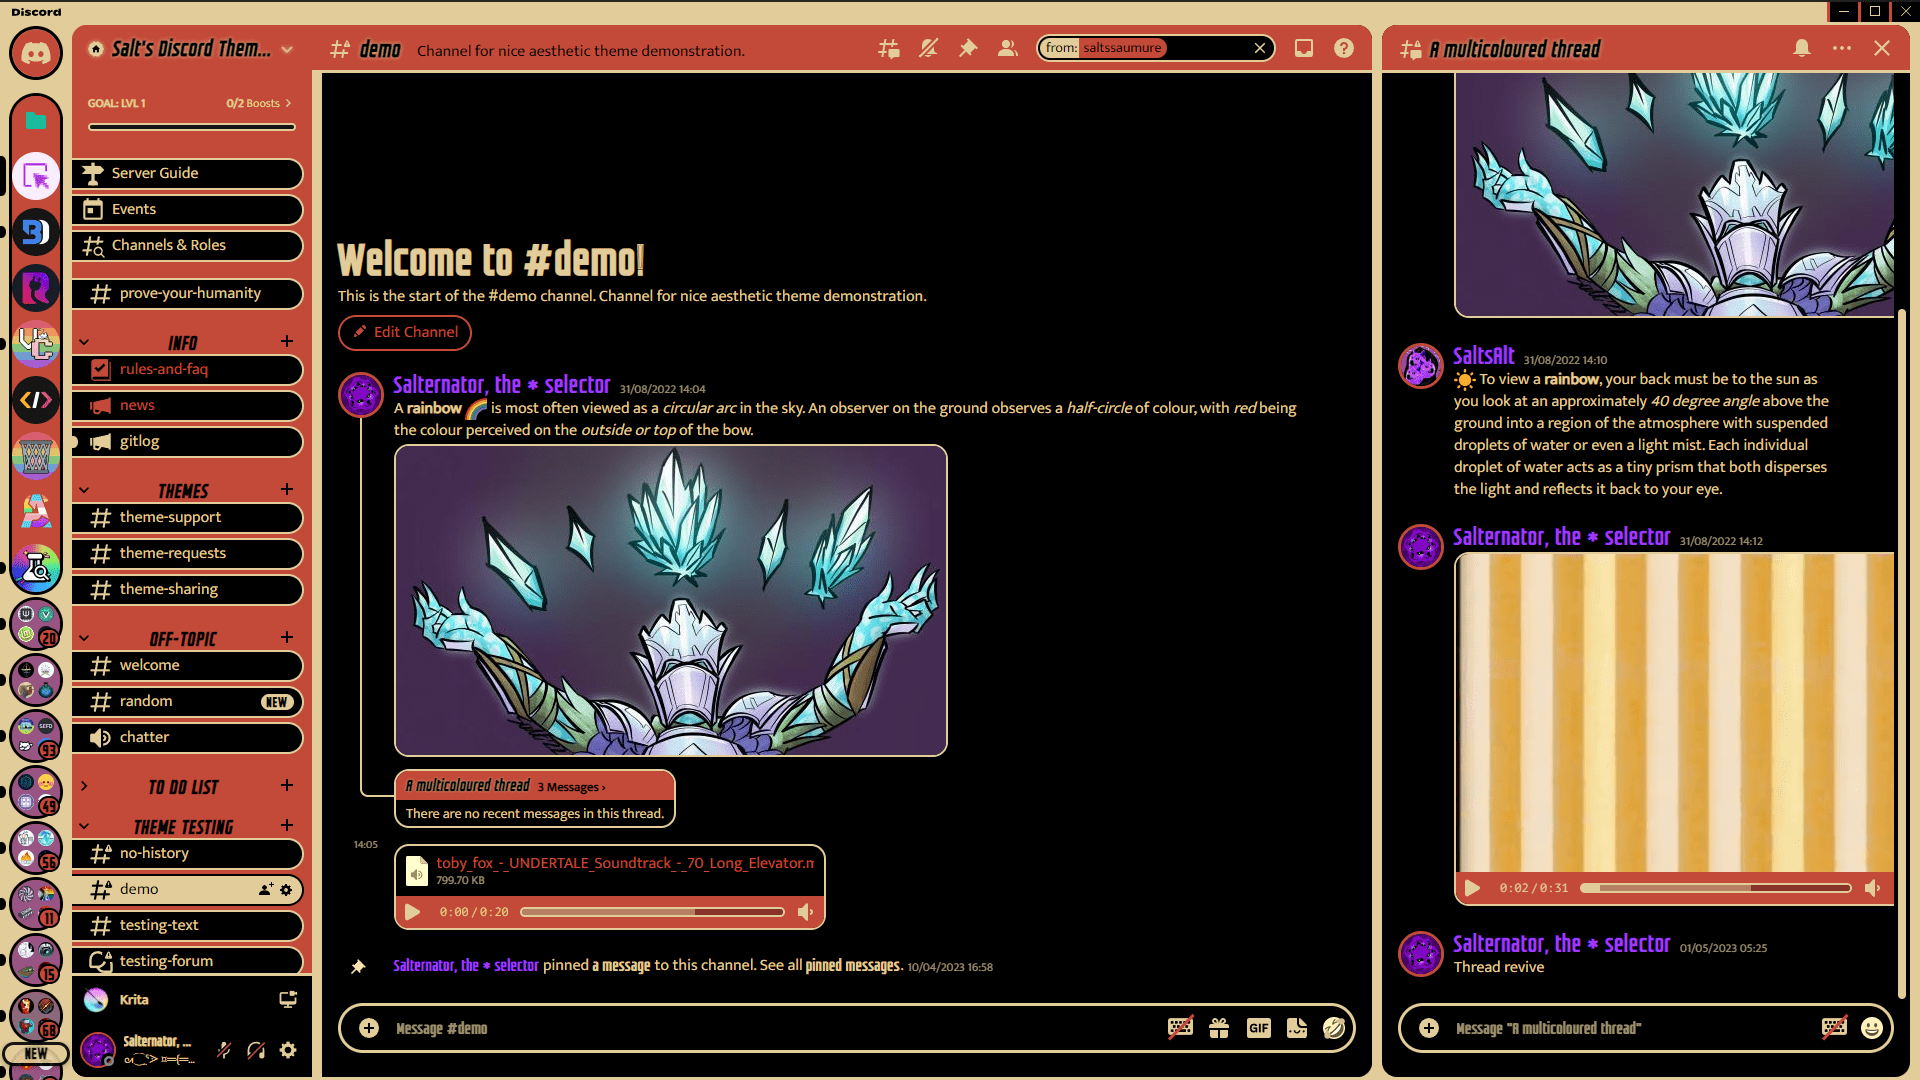 Discord
Salt's Discord Them...
GOAL: LVL 1
0/2 Boosts
Server Guide
Events
Channels & Roles
prove-your-humanity
INFO
rules-and-faq
news
gitlog
THEMES
theme-support
theme-requests
theme-sharing
OFF-TOPIC
welcome
random
NEW
chatter
TO DO LIST
THEME TESTING
no-history
demo
testing-text
testing-forum
20
93
49
56
11
15
68
NEW
Krita
Salternator, ...
demo
Channel for nice aesthetic theme demonstration.
from: saltssaumure
Welcome to #demo!
This is the start of the #demo channel. Channel for nice aesthetic theme demonstration.
Edit Channel
Salternator, the * selector 31/08/2022 14:04
A rainbow 🌈 is most often viewed as a circular arc in the sky. An observer on the ground observes a half-circle of colour, with red being
the colour perceived on the outside or top of the bow.
A multicoloured thread 3 Messages ›
There are no recent messages in this thread.
14:05
toby_fox_-_UNDERTALE_Soundtrack_-_70_Long_Elevator.m
799.70 KB
0:00/0:20
Salternator, the * selector pinned a message to this channel. See all pinned messages. 10/04/2023 16:58
Message #demo
GIF
A multicoloured thread
SaltsAlt 31/08/2022 14:10
☀️ To view a rainbow, your back must be to the sun as
you look at an approximately 40 degree angle above the
ground into a region of the atmosphere with suspended
droplets of water or even a light mist. Each individual
droplet of water acts as a tiny prism that both disperses
the light and reflects it back to your eye.
Salternator, the * selector 31/08/2022 14:12
0:02/0:31
Salternator, the * selector 01/05/2023 05:25
Thread revive
Message "A multicoloured thread"